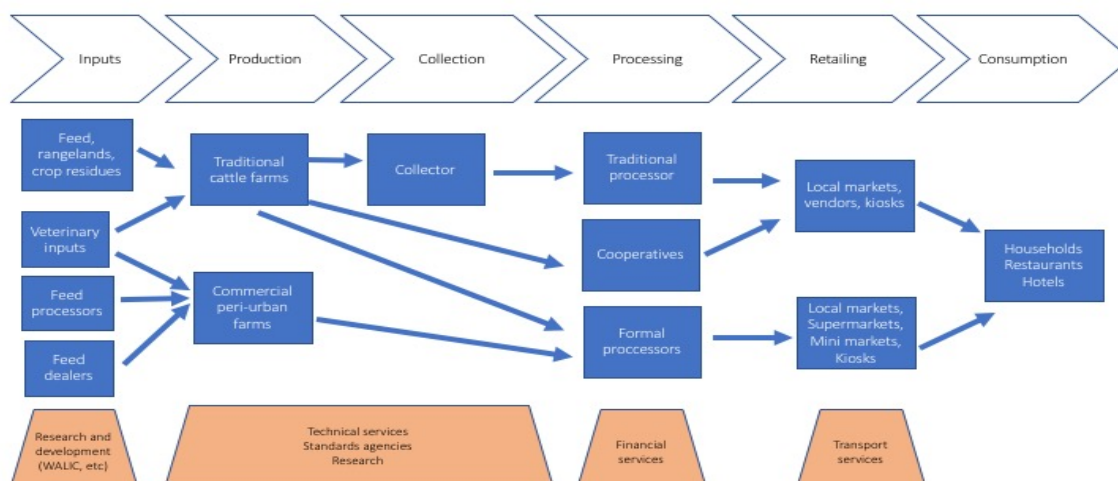 Inputs
Production
Collection
Processing
Retailing
Consumption
Feed,
rangelands,
crop residues
Traditional
cattle farms
Collector
Traditional
processor
Local markets,
vendors, kiosks
Veterinary
inputs
Cooperatives
Households
Restaurants
Hotels
Feed
processors
Commercial
peri-urban
farms
Formal
proccessors
Local markets,
Supermarkets,
Mini markets,
Kiosks
Feed
dealers
Research and
development
(WALIC, etc)
Technical services
Standards agencies
Research
Financial
services
Transport
services